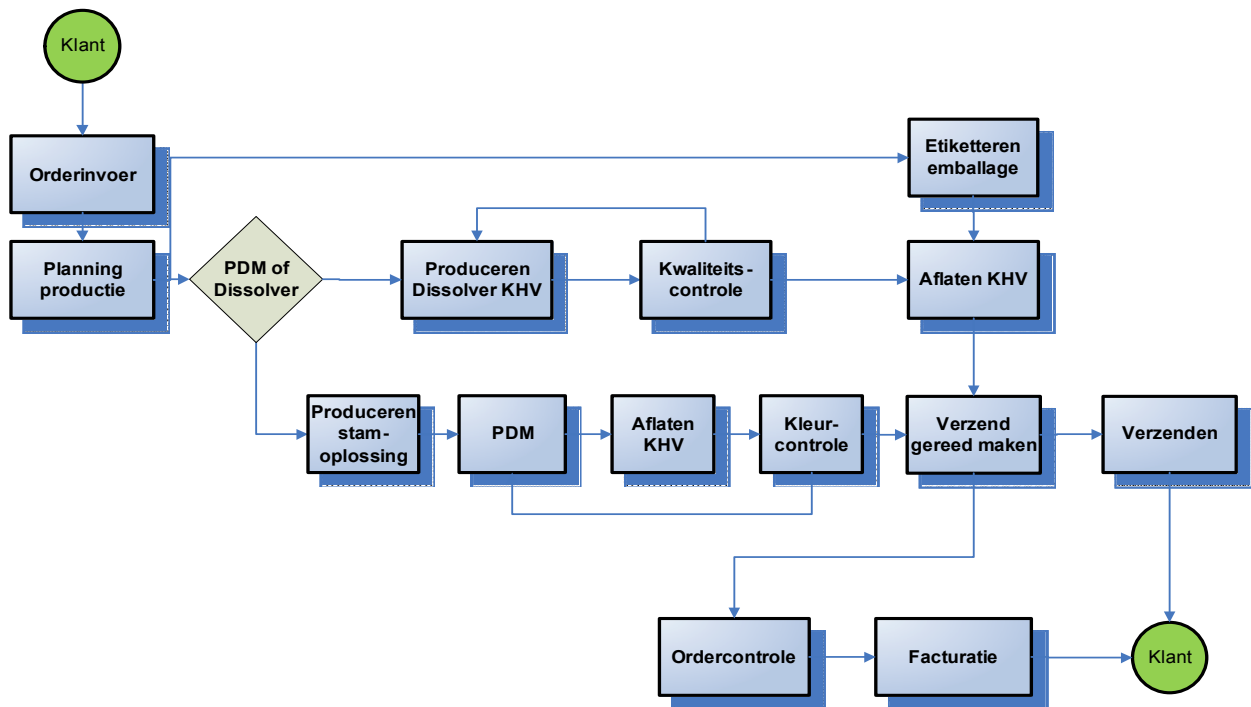 Klant
Orderinvoer
Etiketteren
emballage
Planning
productie
PDM of
Dissolver
Produceren
Dissolver KHV
Kwaliteits-
controle
Aflaten KHV
Produceren
stam-
oplossing
PDM
Aflaten
KHV
Kleur-
controle
Verzend
gereed maken
Verzenden
Ordercontrole
Facturatie
Klant